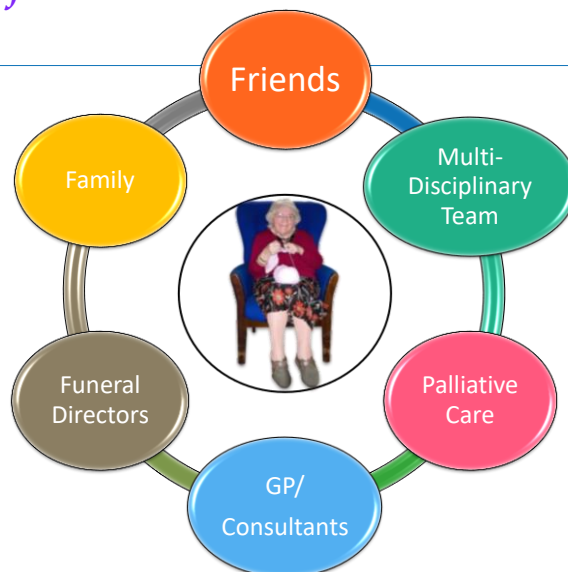 Friends
Multi-
Disciplinary
Team
Palliative
Care
GP/
Consultants
Funeral
Directors
Family